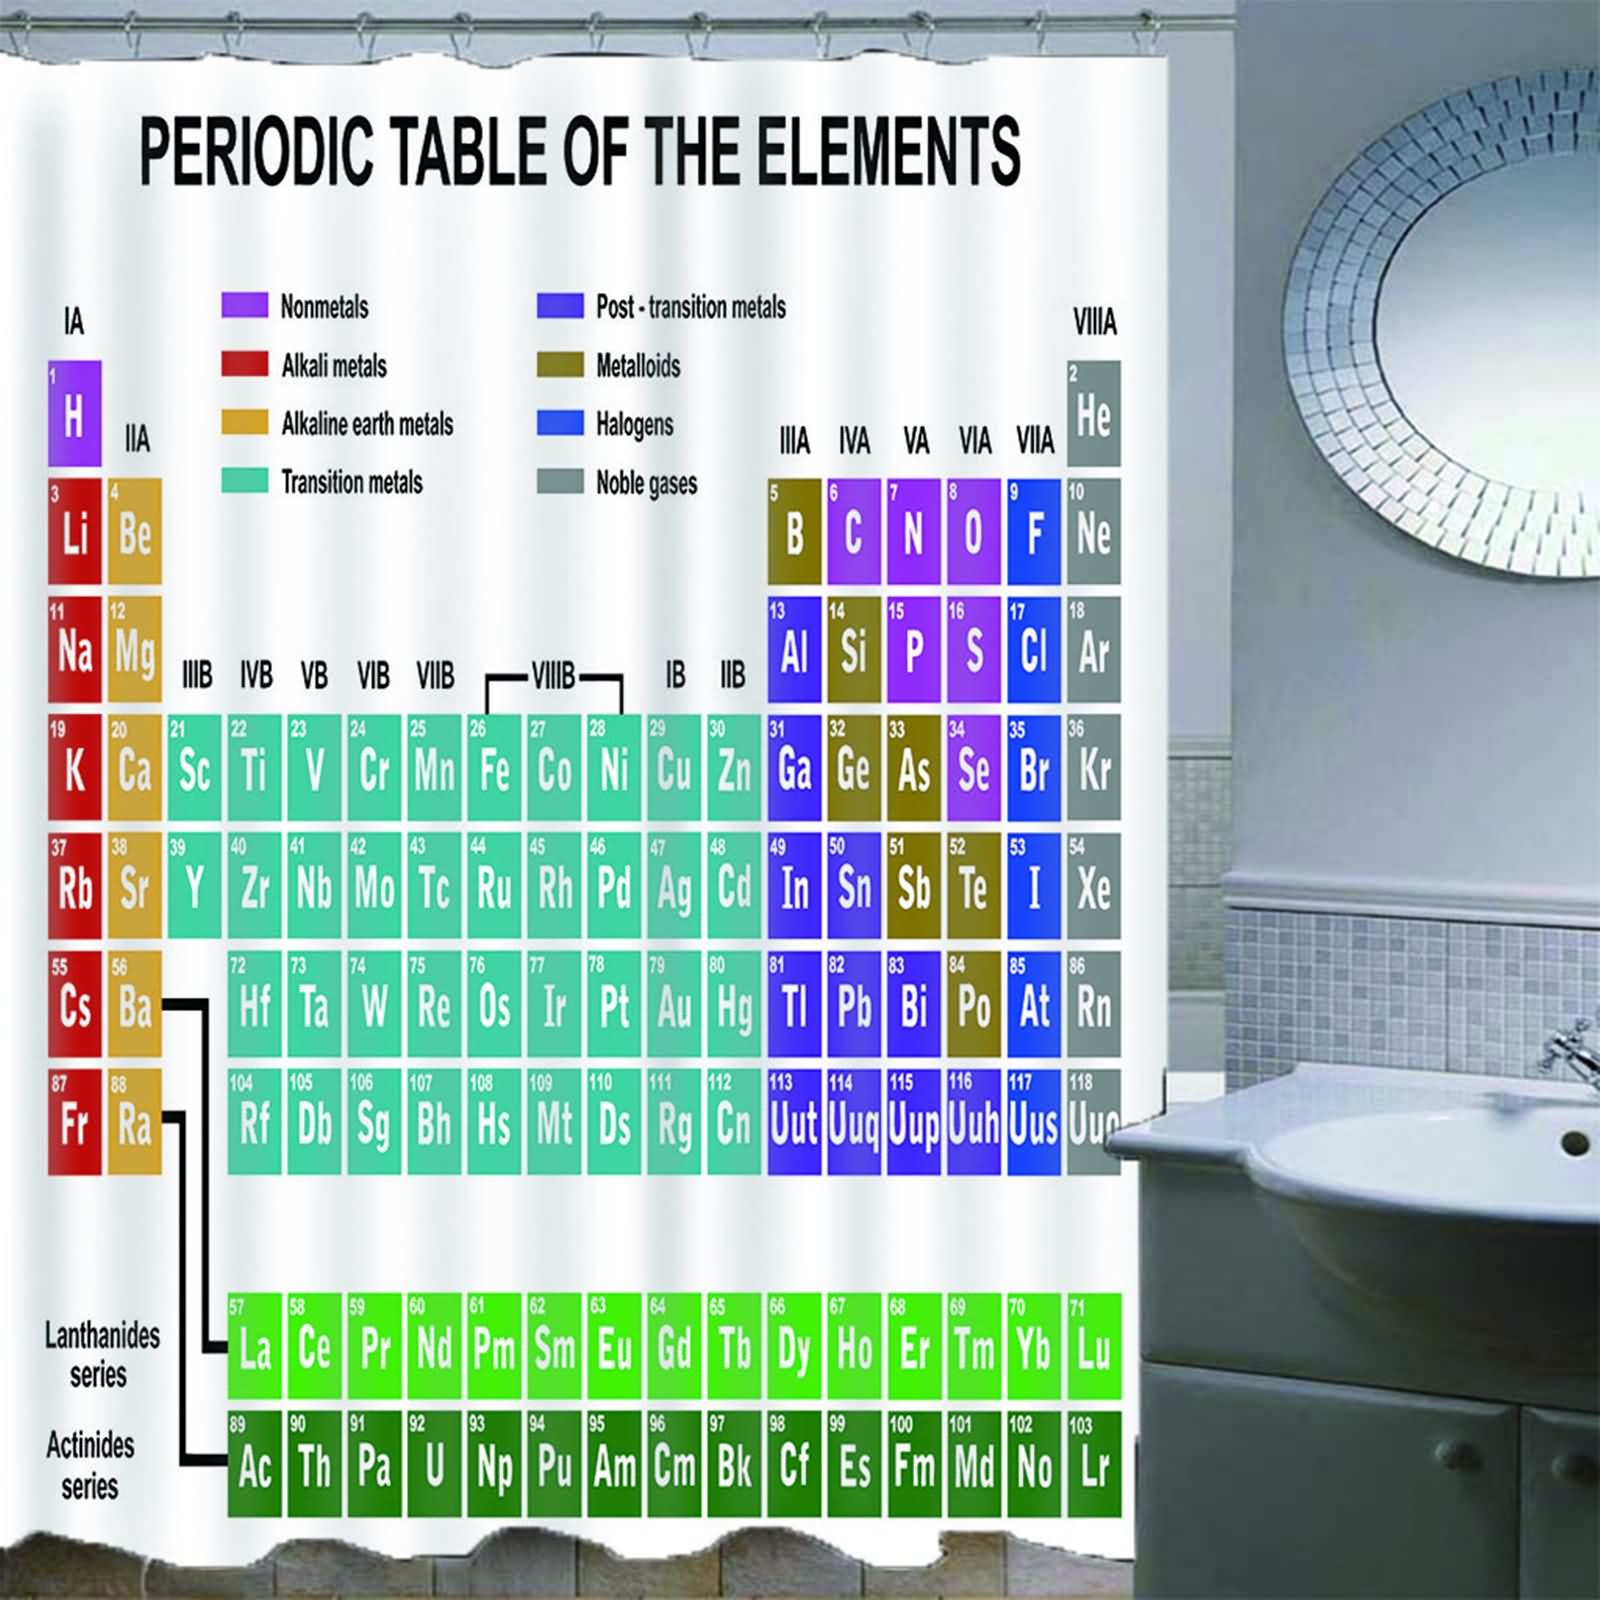 PERIODIC TABLE OF THE ELEMENTS
Nonmetals Post - transition metals
IA VIIIA
Alkali metals Metalloids
1 2
H He
Alkaline earth metals Halogens
IIA IIIA IVA VA VIA VIIA
Transition metals Noble gases
3 4 5 6 7 8 9 10
Li Be B C N O F Ne
11 12 13 14 15 16 17 18
Na Mg Al Si P S Cl Ar
IIIB IVB VB VIB VIIB VIIIB IB IIB
19 20 21 22 23 24 25 26 27 28 29 30 31 32 33 34 35 36
K Ca Sc Ti V Cr Mn Fe Co Ni Cu Zn Ga Ge As Se Br Kr
37 38 39 40 41 42 43 44 45 46 47 48 49 50 51 52 53 54
Rb Sr Y Zr Nb Mo Tc Ru Rh Pd Ag Cd In Sn Sb Te I Xe
55 56 72 73 74 75 76 77 78 79 80 81 82 83 84 85 86
Cs Ba Hf Ta W Re Os Ir Pt Au Hg Tl Pb Bi Po At Rn
87 88 104 105 106 107 108 109 110 111 112 113 114 115 116 117 118
Fr Ra Rf Db Sg Bh Hs Mt Ds Rg Cn Uut Uuq Uup Uuh Uus Uuo
57 58 59 60 61 62 63 64 65 66 67 68 69 70 71
Lanthanides
series
La Ce Pr Nd Pm Sm Eu Gd Tb Dy Ho Er Tm Yb Lu
89 90 91 92 93 94 95 96 97 98 99 100 101 102 103
Actinides
series
Ac Th Pa U Np Pu Am Cm Bk Cf Es Fm Md No Lr